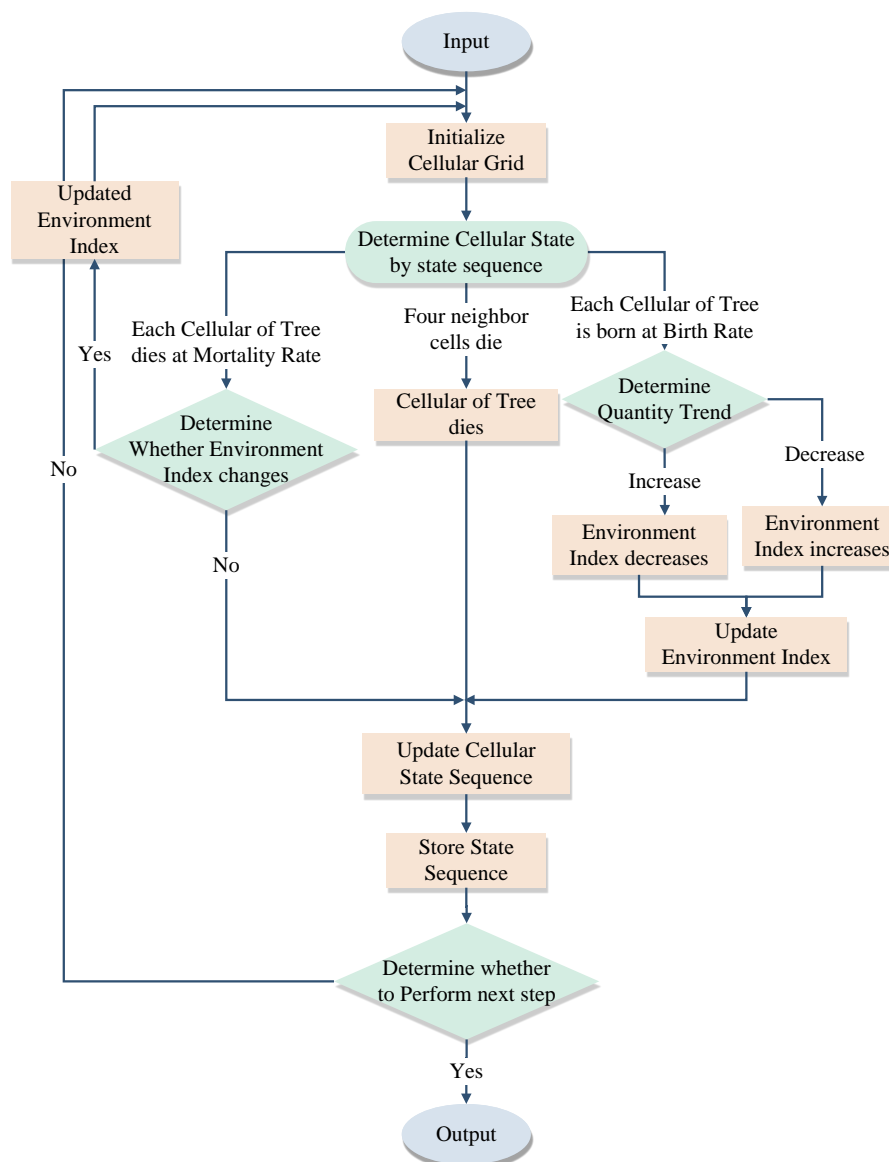 Input
Initialize
Cellular Grid
Updated
Environment
Index
Determine Cellular State
by state sequence
Each Cellular of Tree
dies at Mortality Rate
Four neighbor
cells die
Each Cellular of Tree
is born at Birth Rate
Yes
Determine
Whether Environment
Index changes
Cellular of Tree
dies
Determine
Quantity Trend
No
Increase
Decrease
No
Environment
Index decreases
Environment
Index increases
Update
Environment Index
Update Cellular
State Sequence
Store State
Sequence
Determine whether
to Perform next step
Yes
Output